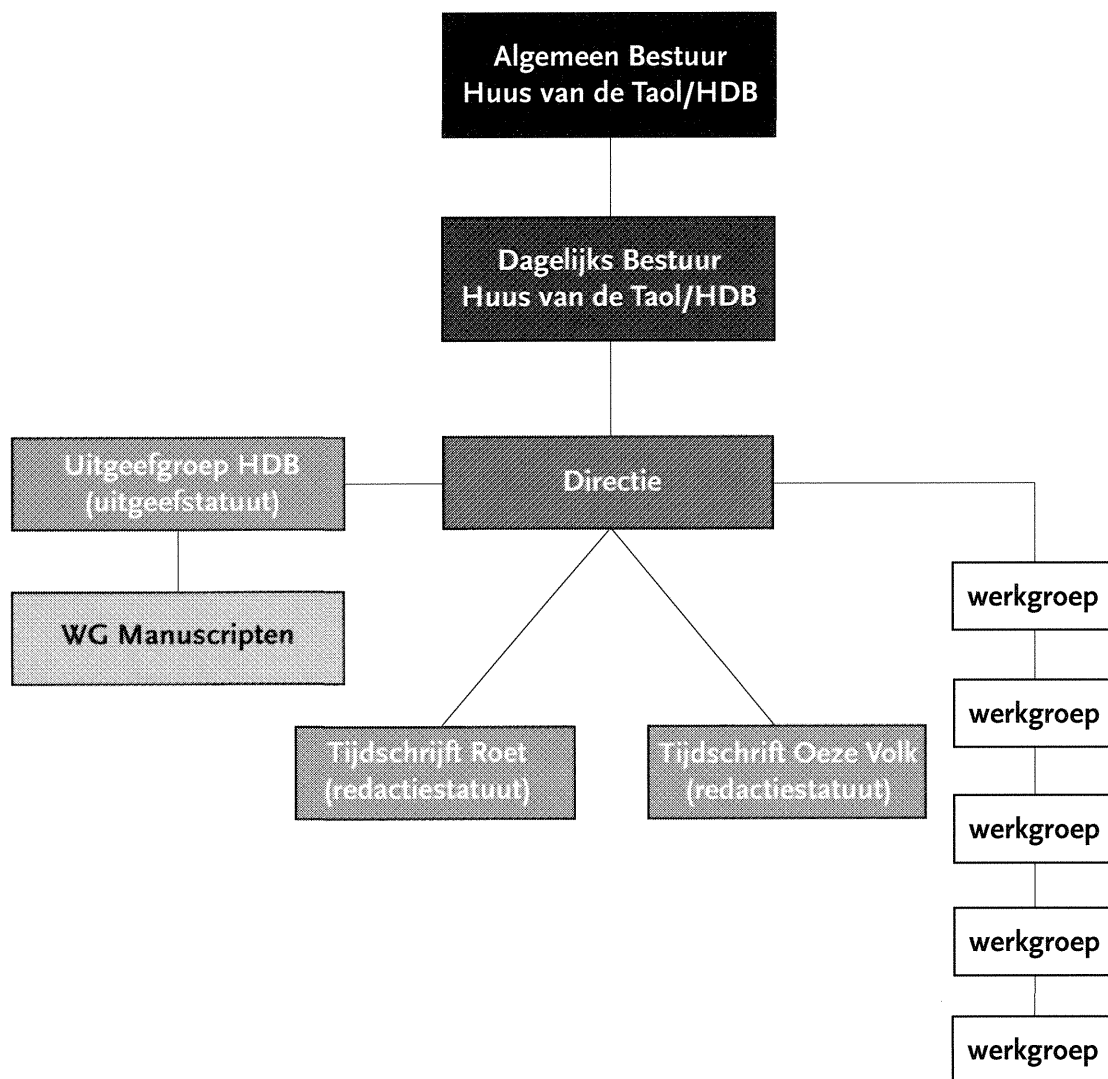 Algemeen Bestuur
Huus van de Taol/HDB
Dagelijks Bestuur
Huus van de Taol/HDB
Uitgeefgroep HDB
(uitgeefstatuut)
Directie
WG Manuscripten
Tijdschrijft Roet
(redactiestatuut)
Tijdschrift Oeze Volk
(redactiestatuut)
werkgroep
werkgroep
werkgroep
werkgroep
werkgroep